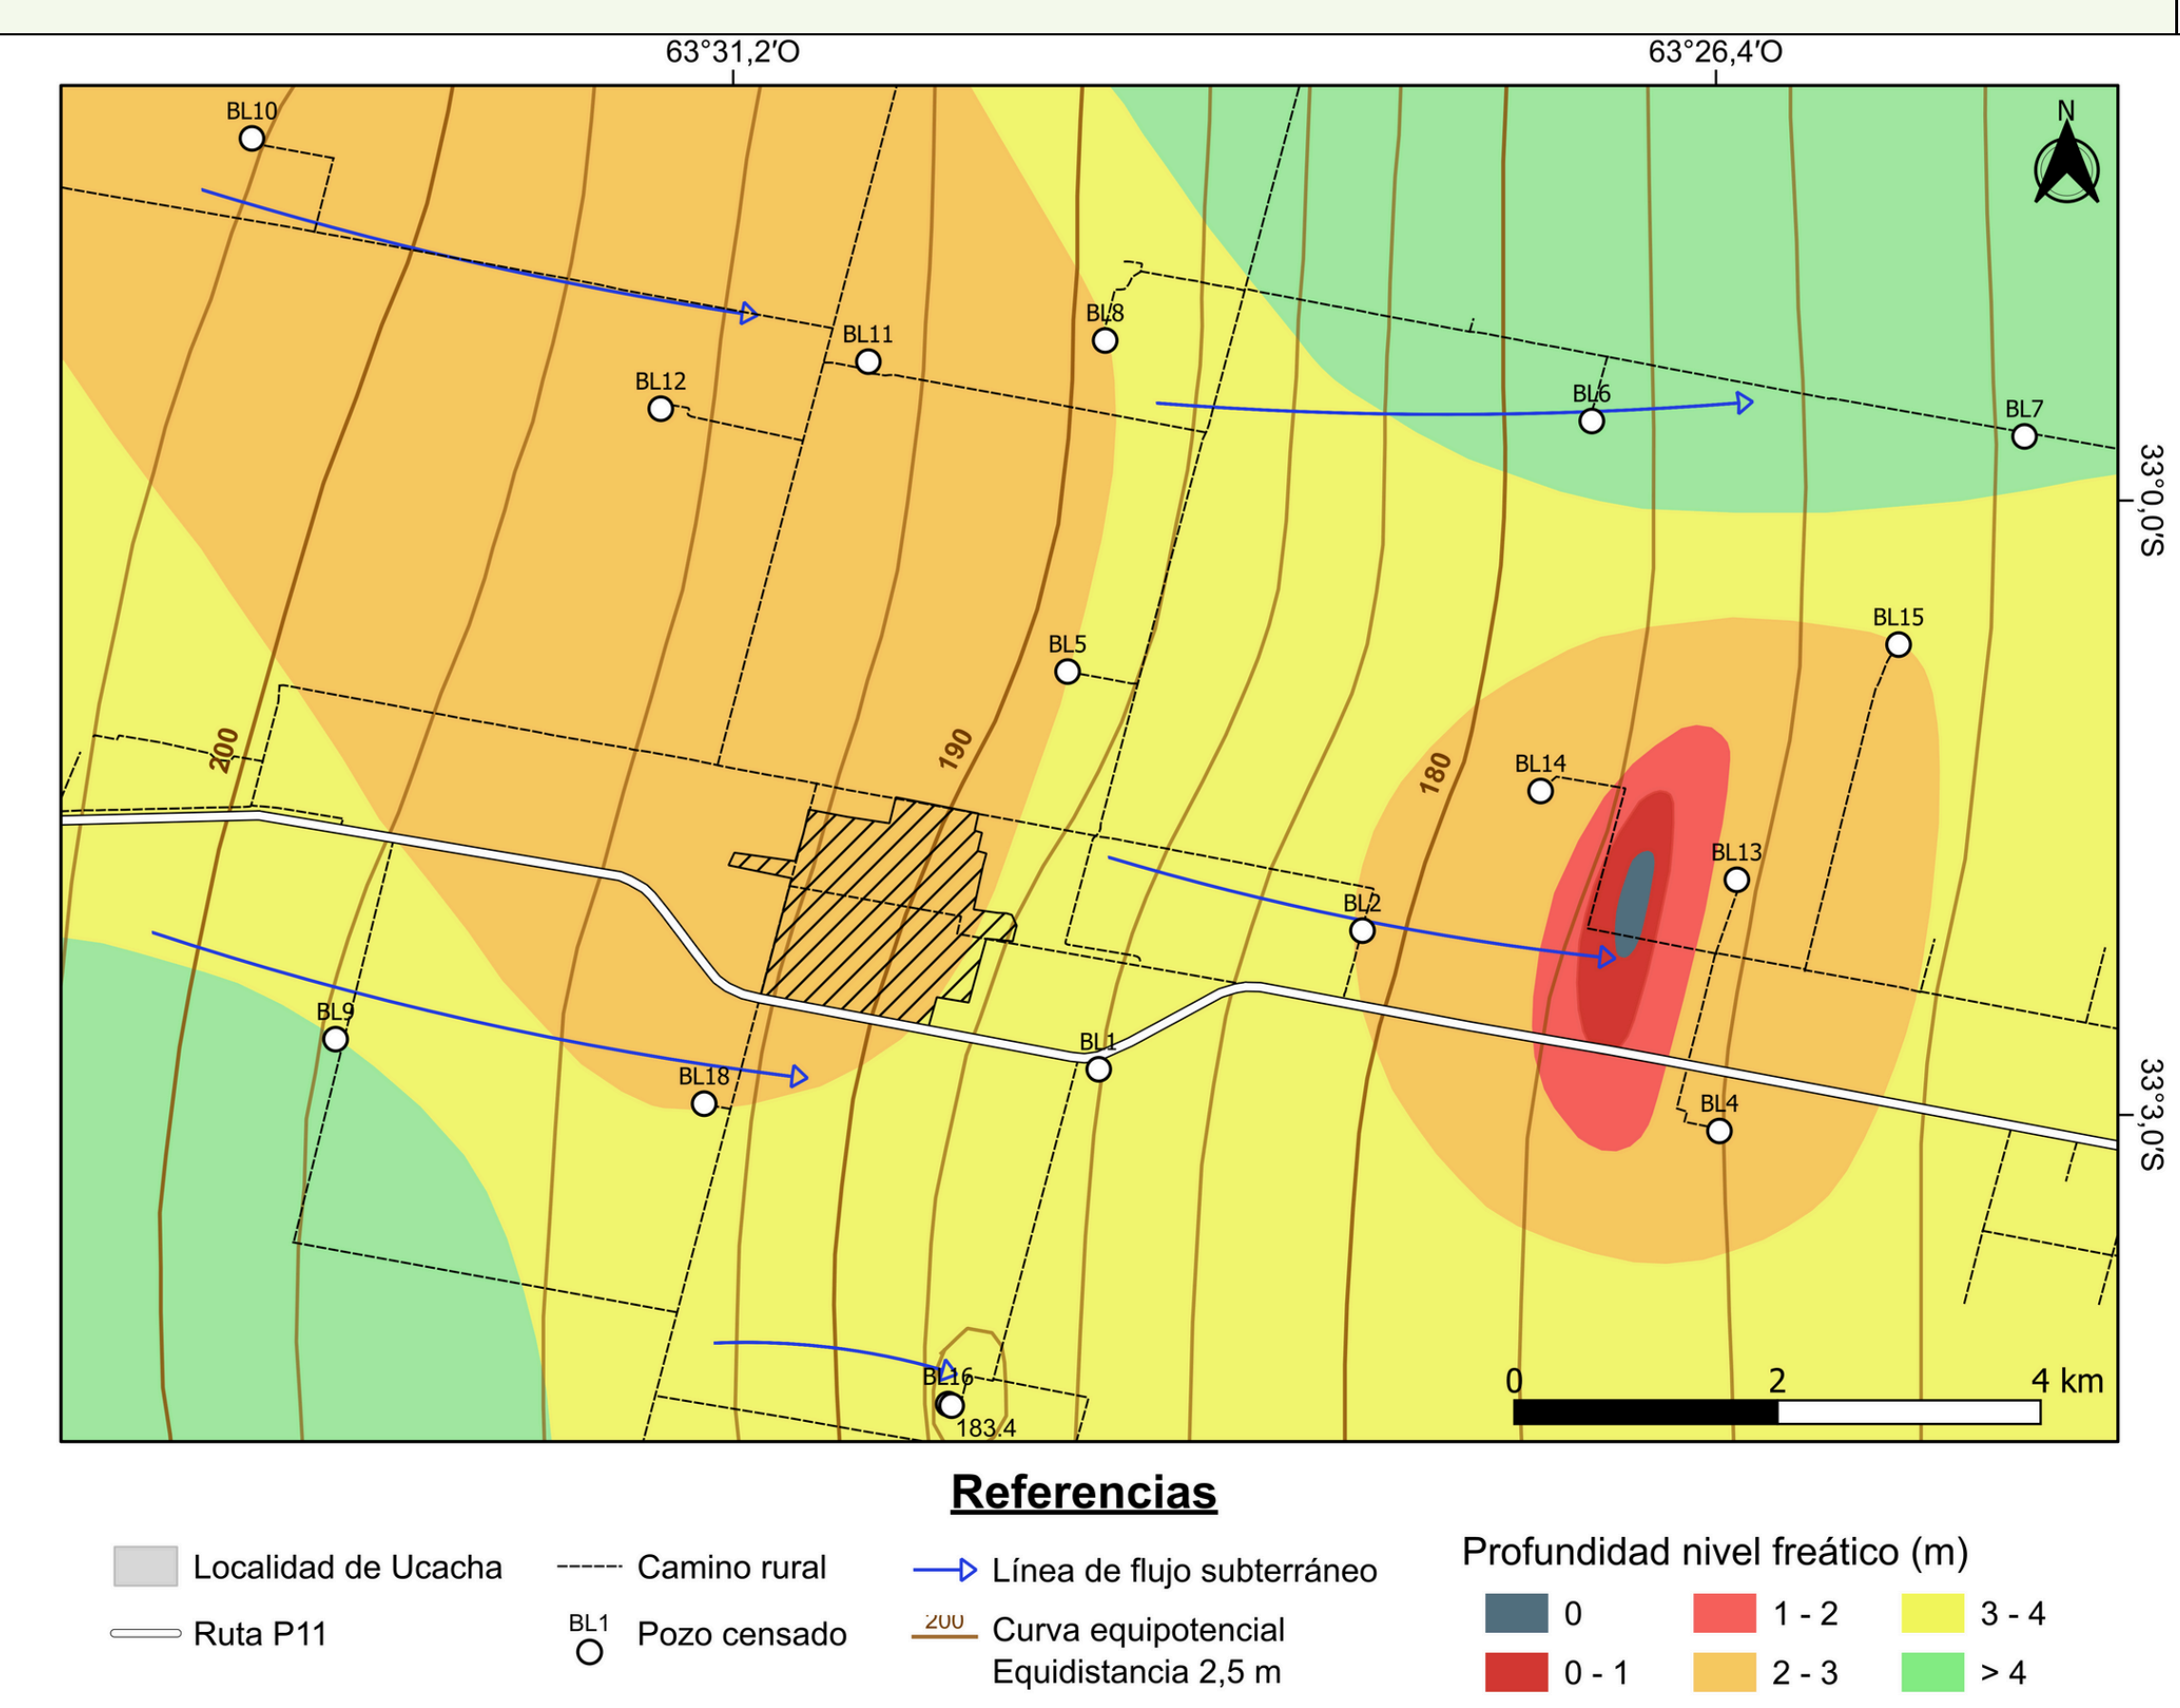 63°31,2'O
63°26,4'O
BL10
N
BL8
BL11
BL12
BL6
BL7
33°0,0'S
BL15
BL5
200
190
180
BL14
BL13
BL2
BL9
BL1
BL18
BL4
33°3,0'S
BL16
183.4
0
2
4 km
Referencias
Localidad de Ucacha
Camino rural
Línea de flujo subterráneo
Ruta P11
BL1
Pozo censado
200
Curva equipotencial
Equidistancia 2,5 m
Profundidad nivel freático (m)
0
1 - 2
3 - 4
0 - 1
2 - 3
> 4